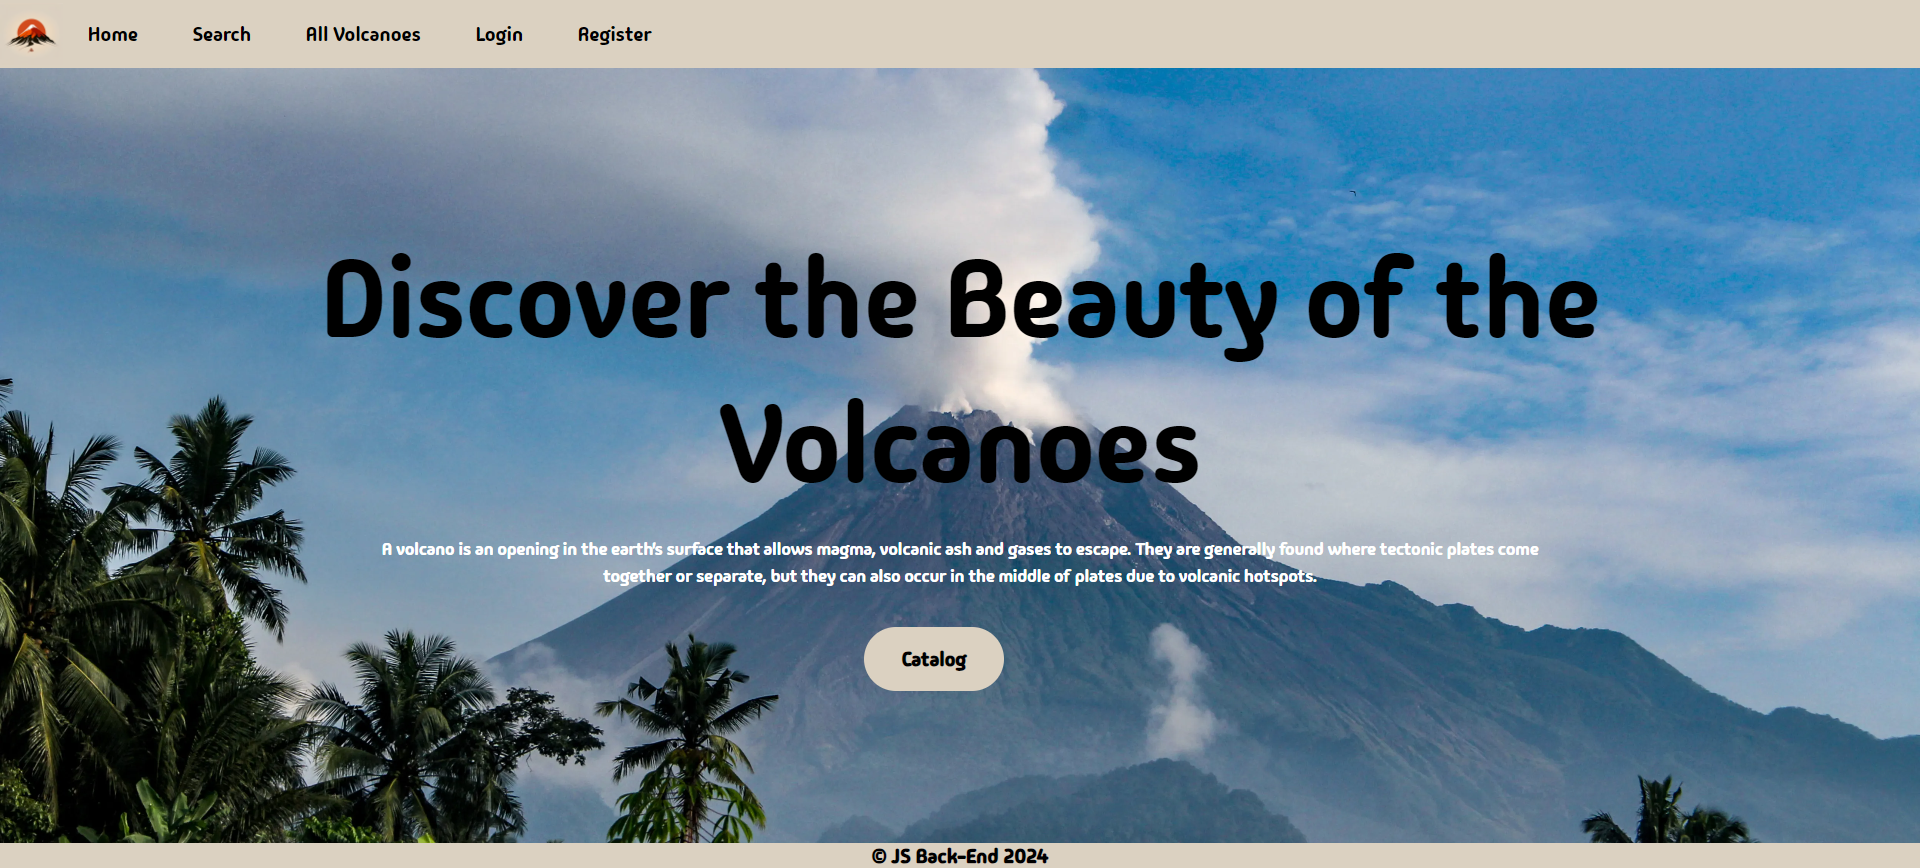 Home Search All Volcanoes Login Register
Discover the Beauty of the
Volcanoes
A volcano is an opening in the earth's surface that allows magma, volcanic ash and gases to escape. They are generally found where tectonic plates come
together or separate, but they can also occur in the middle of plates due to volcanic hotspots.
Catalog
© JS Back-End 2024